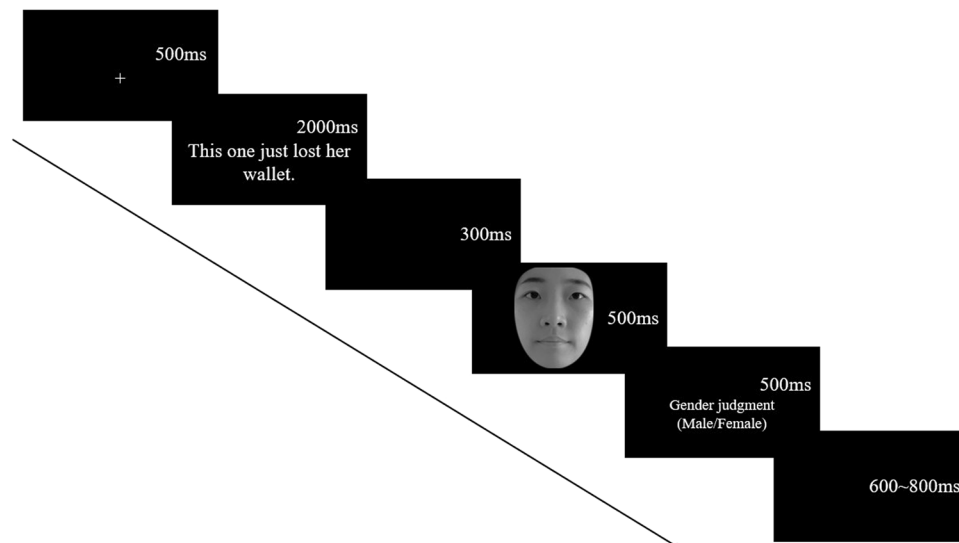 500ms
+
2000ms
This one just lost her
wallet.
300ms
500ms
500ms
Gender judgment
(Male/Female)
600~800ms